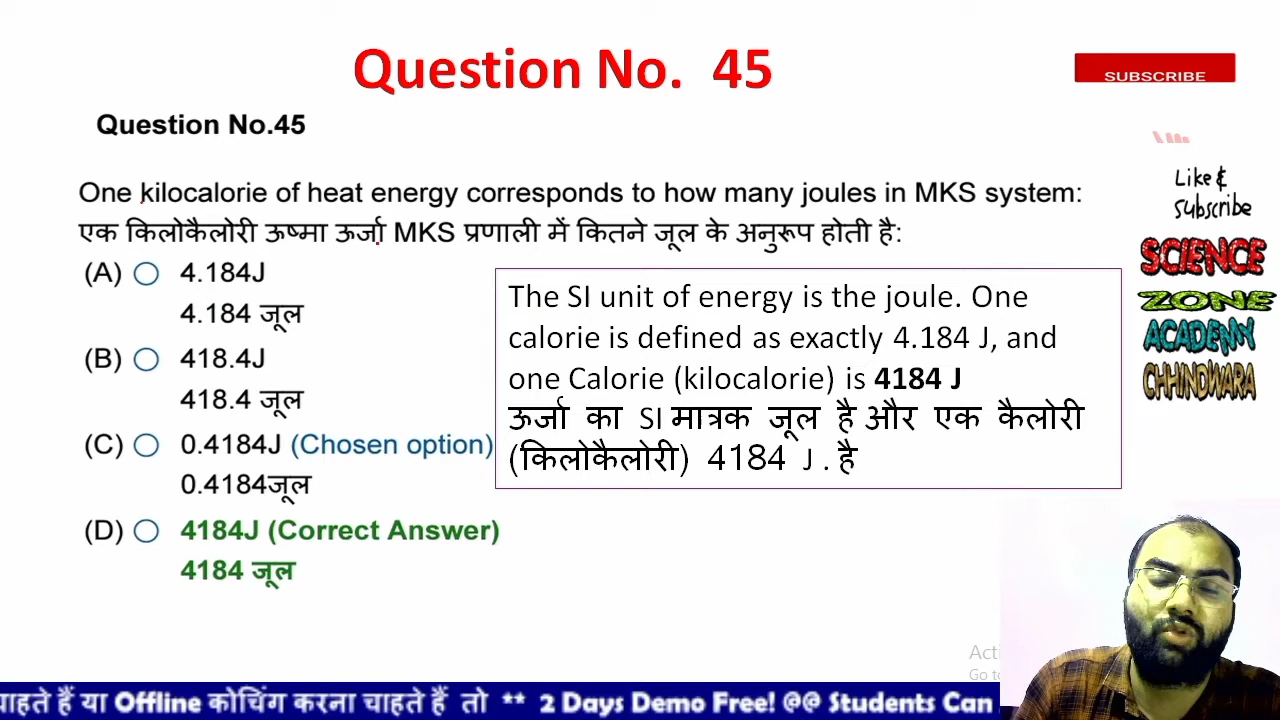 Question No. 45
SUBSCRIBE
Question No.45
Like &
Subscribe
One kilocalorie of heat energy corresponds to how many joules in MKS system:
एक किलोकैलोरी ऊष्मा ऊर्जा MKS प्रणाली में कितने जूल के अनुरूप होती है:
SCIENCE
ZONE
ACADEMY
CHHINDWARA
(A) 4.184J
4.184 जूल
(B) 418.4J
418.4 जूल
(C) 0.4184J (Chosen option)
0.4184जूल
(D) 4184J (Correct Answer)
4184 जूल
The SI unit of energy is the joule. One
calorie is defined as exactly 4.184 J, and
one Calorie (kilocalorie) is 4184 J
ऊर्जा का SI मात्रक जूल है और एक कैलोरी
(किलोकैलोरी) 4184 J . है
Go to
हैं या Offline कोचिंग करना चाहते हैं तो ** 2 Days Demo Free! @@ Students Can